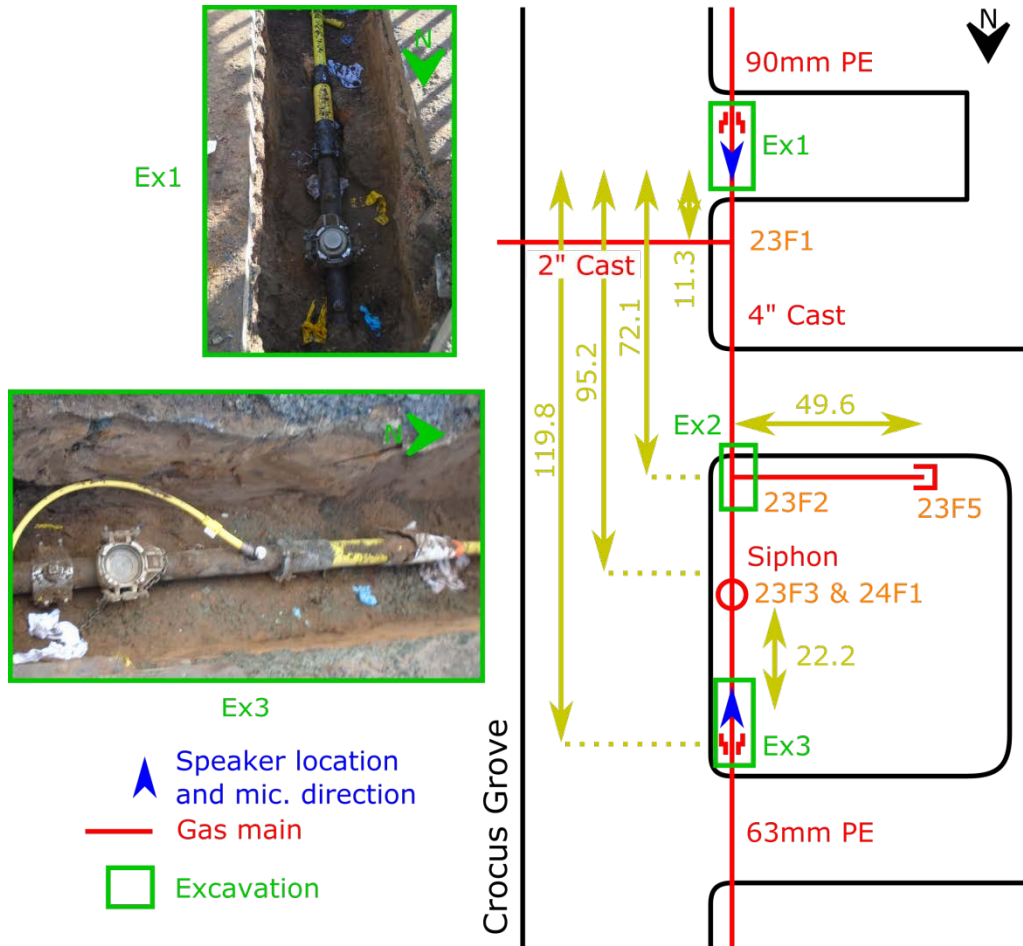 N
Ex1
N
Ex3
Speaker location
and mic. direction
Gas main
Excavation
N
90mm PE
Ex1
23F1
2" Cast
11.3
4" Cast
72.1
95.2
119.8
49.6
Ex2
23F2
23F5
Siphon
23F3 & 24F1
22.2
Ex3
63mm PE
Crocus Grove